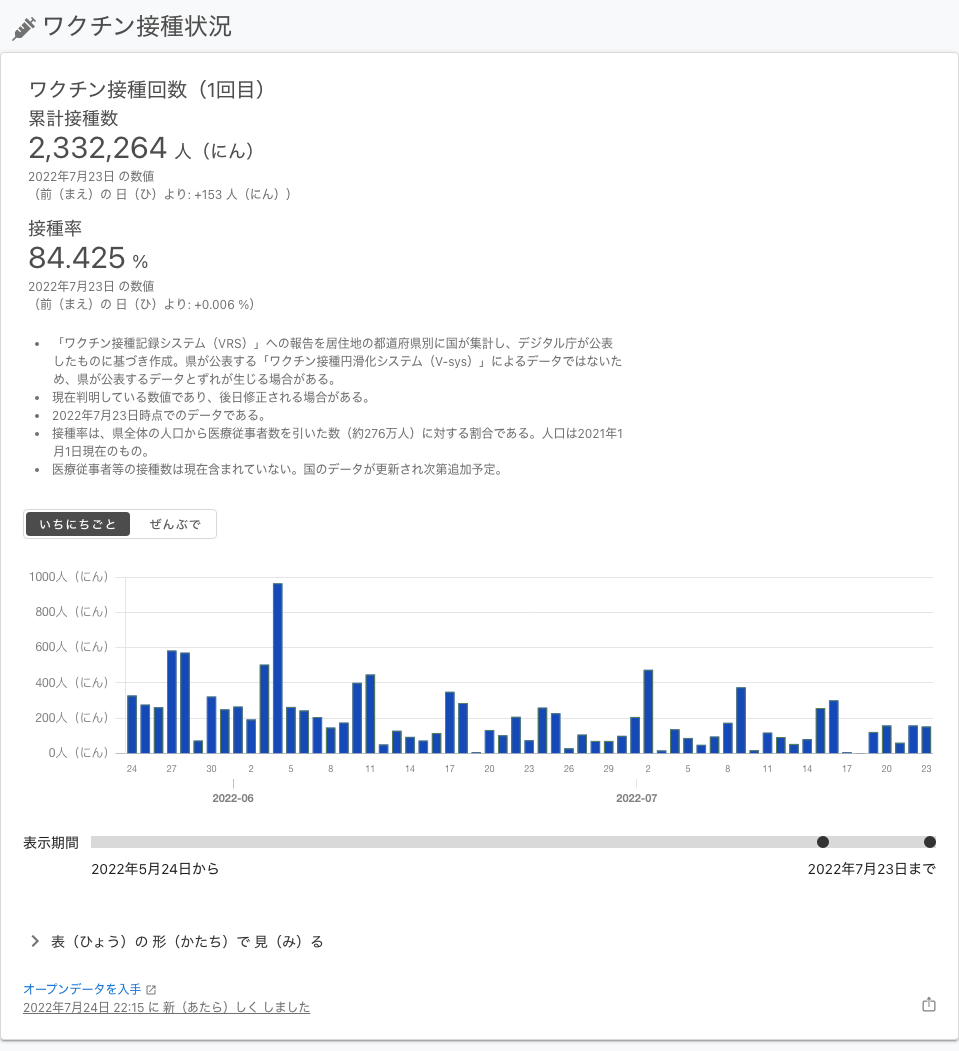 ワクチン接種状況
ワクチン接種回数（1回目）
累計接種数
2,332,264 人（にん）
2022年7月23日 の数値
（前（まえ）の 日（ひ）より: +153 人（にん））
接種率
84.425 %
2022年7月23日 の数値
（前（まえ）の 日（ひ）より: +0.006 %）
• 「ワクチン接種記録システム（VRS）」への報告を居住地の都道府県別に国が集計し、デジタル庁が公表
したものに基づき作成。県が公表する「ワクチン接種円滑化システム（V-sys）」によるデータではないた
め、県が公表するデータとずれが生じる場合がある。
• 現在判明している数値であり、後日修正される場合がある。
• 2022年7月23日時点でのデータである。
• 接種率は、県全体の人口から医療従事者数を引いた数（約276万人）に対する割合である。人口は2021年1
月1日現在のもの。
• 医療従事者等の接種数は現在含まれていない。国のデータが更新され次第追加予定。
いちにちごと ぜんぶで
1000人（にん）
800人（にん）
600人（にん）
400人（にん）
200人（にん）
0人（にん）
24 27 30 2 5 8 11 14 17 20 23 26 29 2 5 8 11 14 17 20 23
2022-06 2022-07
表示期間
2022年5月24日から 2022年7月23日まで
表（ひょう）の 形（かたち）で 見（み）る
オープンデータを入手
2022年7月24日 22:15 に 新（あたら）しく しました